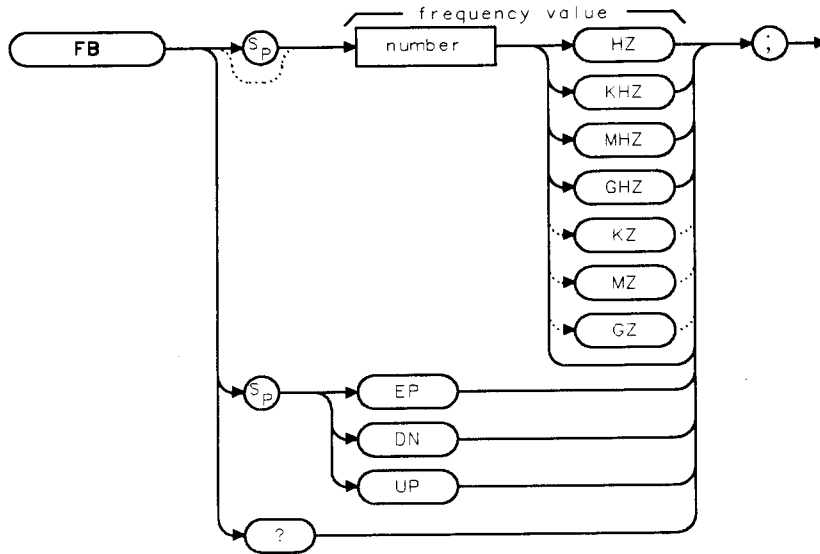 frequency value
FB
SP
number
HZ
;
KHZ
MHZ
GHZ
KZ
MZ
GZ
SP
EP
DN
UP
?